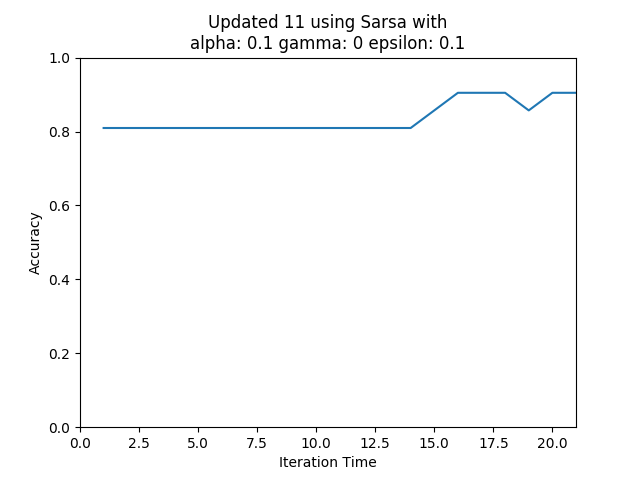 Updated 11 using Sarsa with
alpha: 0.1 gamma: 0 epsilon: 0.1
1.0
0.8
0.6
0.4
0.2
0.0
Accuracy
0.0 2.5 5.0 7.5 10.0 12.5 15.0 17.5 20.0
Iteration Time